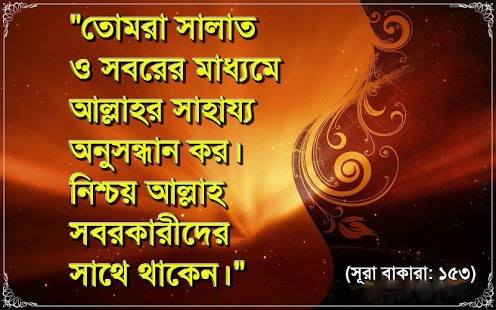 "তোমরা সালাত
ও সবরের মাধ্যমে
আল্লাহর সাহায্য
অনুসন্ধান কর।
নিশ্চয় আল্লাহ
সবরকারীদের
সাথে থাকেন।"
(সূরা বাকারা: ১৫৩)